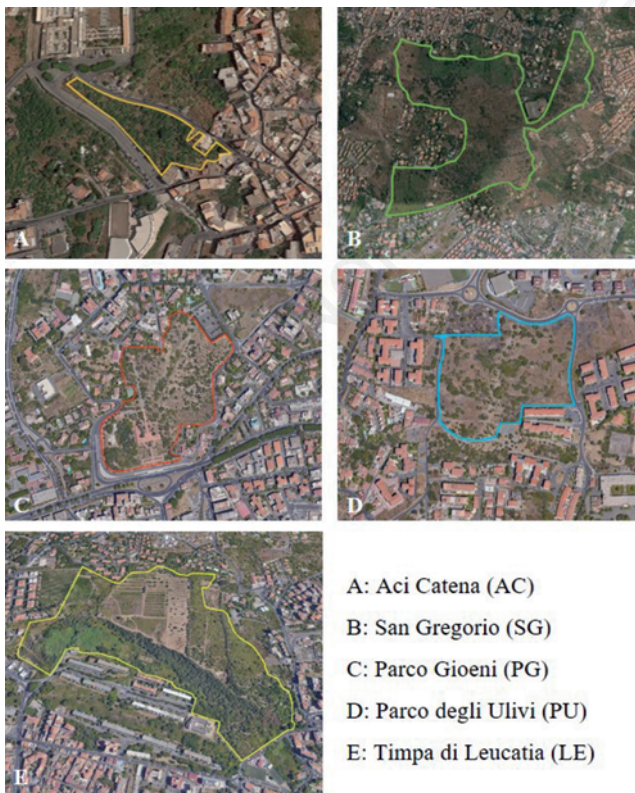 A
B
C
D
E
A: Aci Catena (AC)
B: San Gregorio (SG)
C: Parco Gioeni (PG)
D: Parco degli Ulivi (PU)
E: Timpa di Leucatia (LE)